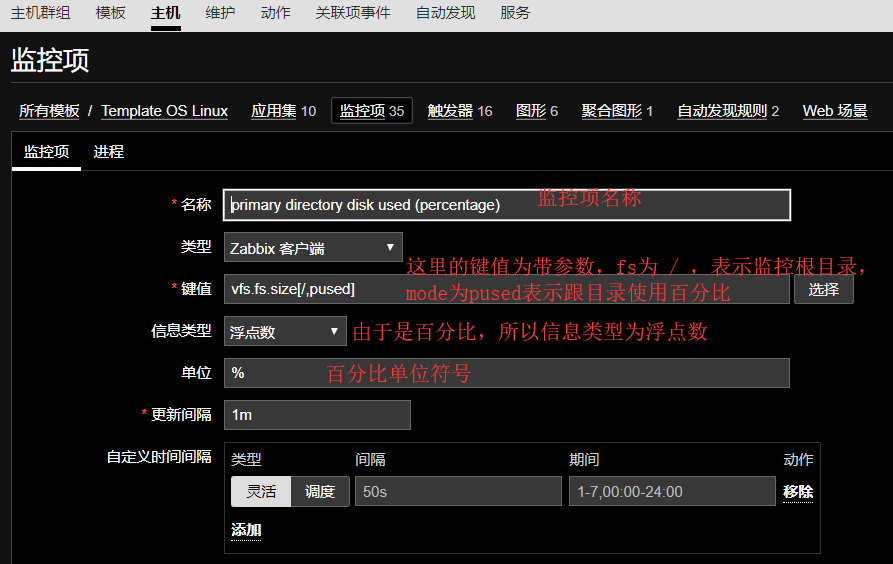 主机群组 模板 主机 维护 动作 关联项事件 自动发现 服务
监控项
所有模板 / Template OS Linux 应用集 10 监控项 35 触发器 16 图形 6 聚合图形 1 自动发现规则 2 Web 场景
监控项 进程
* 名称 primary directory disk used (percentage) 监控项名称
类型 Zabbix 客户端
这里的键值为带参数，fs为 / ，表示监控根目录，
* 键值 vfs.fs.size[/,pused] 选择
mode为pused表示跟目录使用百分比
信息类型 浮点数 由于是百分比，所以信息类型为浮点数
单位 % 百分比单位符号
* 更新间隔 1m
自定义时间间隔 类型 间隔 期间 动作
灵活 调度 50s 1-7,00:00-24:00 移除
添加